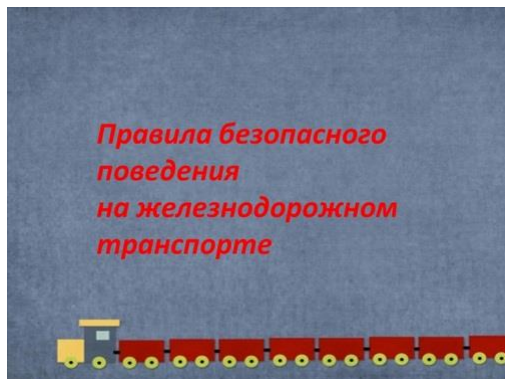 Правила безопасного
поведения
на железнодорожном
транспорте